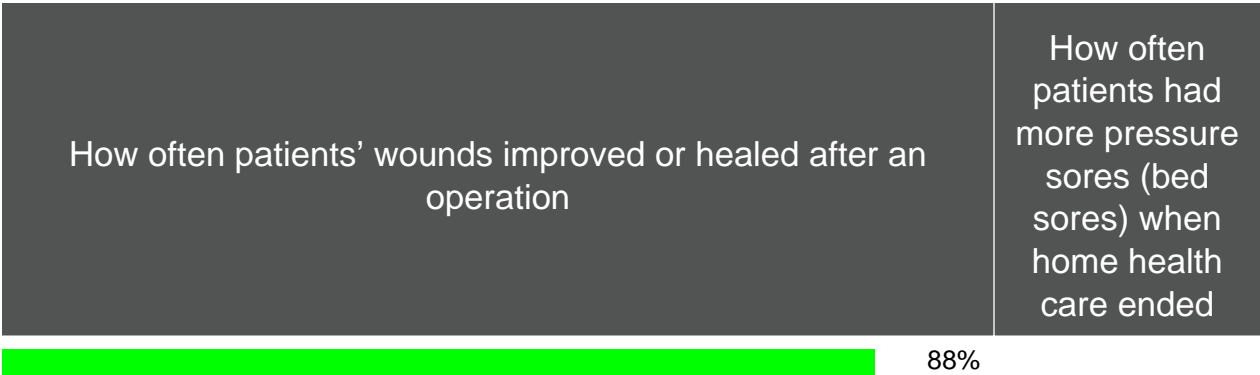 How often patients’ wounds improved or healed after an
operation
How often
patients had
more pressure
sores (bed
sores) when
home health
care ended
88%